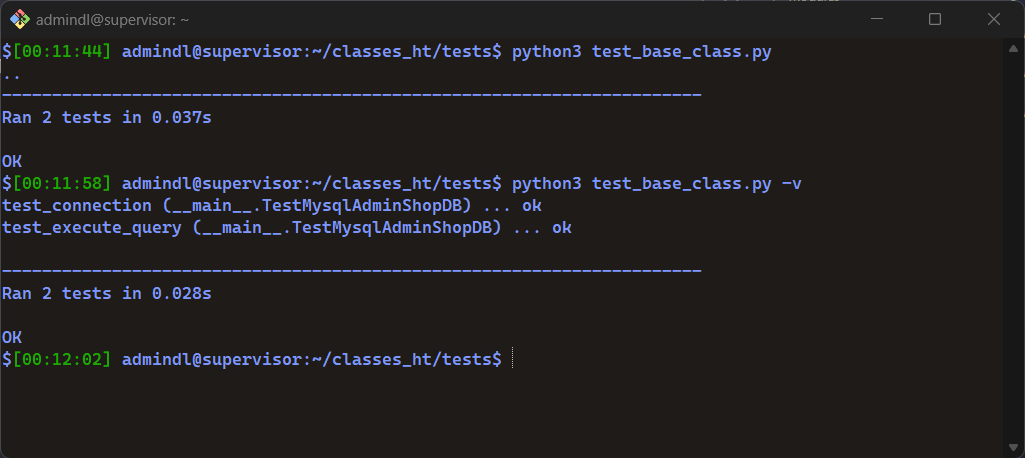 admindl@supervisor: ~
$[00:11:44] admindl@supervisor:~/classes_ht/tests$ python3 test_base_class.py
..
----------------------------------------------------------------------
Ran 2 tests in 0.037s
OK
$[00:11:58] admindl@supervisor:~/classes_ht/tests$ python3 test_base_class.py -v
test_connection (__main__.TestMysqlAdminShopDB) ... ok
test_execute_query (__main__.TestMysqlAdminShopDB) ... ok
----------------------------------------------------------------------
Ran 2 tests in 0.028s
OK
$[00:12:02] admindl@supervisor:~/classes_ht/tests$